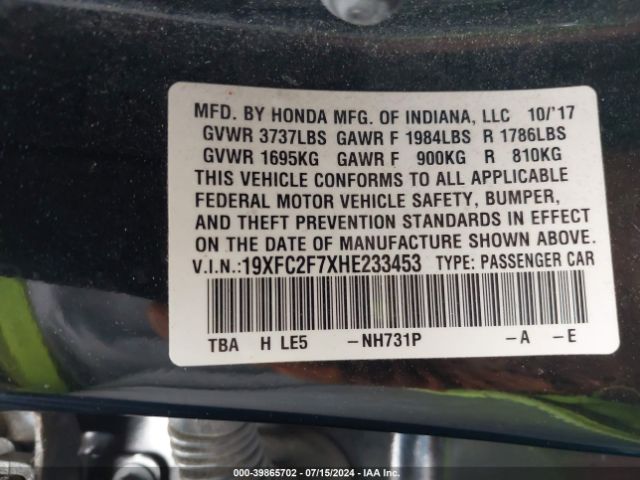 MFD. BY HONDA MFG. OF INDIANA, LLC 10/'17
GVWR 3737LBS GAWR F 1984LBS R 1786LBS
GVWR 1695KG GAWR F 900KG R 810KG
THIS VEHICLE CONFORMS TO ALL APPLICABLE
FEDERAL MOTOR VEHICLE SAFETY, BUMPER,
AND THEFT PREVENTION STANDARDS IN EFFECT
ON THE DATE OF MANUFACTURE SHOWN ABOVE.
V.I.N.:19XFC2F7XHE233453 TYPE: PASSENGER CAR
TBA H LE5 -NH731P -A -E
000-39865702 - 07/15/2024 - IAA Inc.